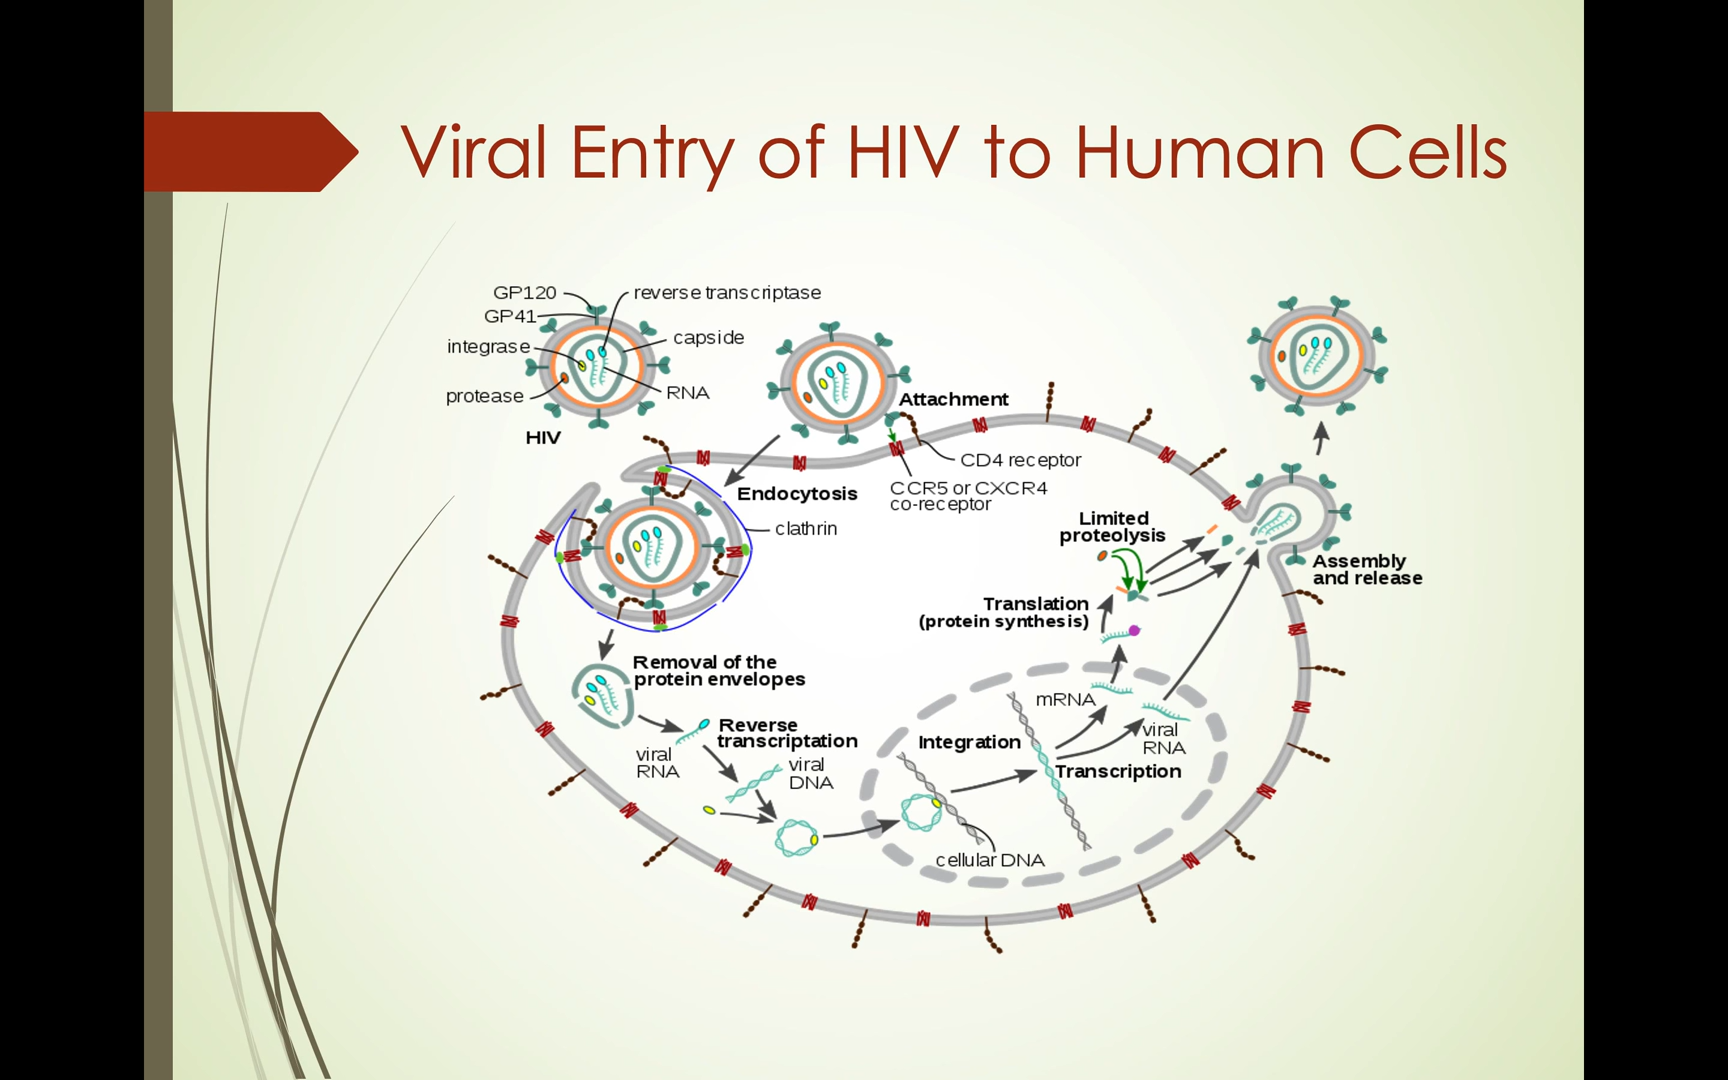 Viral Entry of HIV to Human Cells
GP120
reverse transcriptase
GP41
capside
integrase
protease
RNA
HIV
Attachment
CD4 receptor
CCR5 or CXCR4
co-receptor
Endocytosis
clathrin
Limited
proteolysis
Assembly
and release
Translation
(protein synthesis)
Removal of the
protein envelopes
mRNA
Reverse
transcriptation
viral
RNA
viral
DNA
Integration
viral
RNA
Transcription
cellular DNA